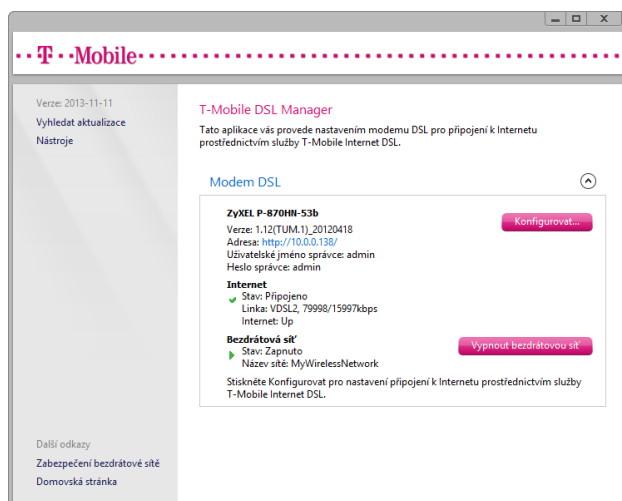 T-Mobile
Verze: 2013-11-11
Vyhledat aktualizace
Nástroje
T-Mobile DSL Manager
Tato aplikace vás provede nastavením modemu DSL pro připojení k Internetu
prostřednictvím služby T-Mobile Internet DSL.
Modem DSL
ZyXEL P-870HN-53b
Konfigurovat...
Verze: 1.12(TUM.1)_20120418
Adresa: http://10.0.0.138/
Uživatelské jméno správce: admin
Heslo správce: admin
Internet
Stav: Připojeno
Linka: VDSL2, 79998/15997kbps
Internet: Up
Bezdrátová síť
Stav: Zapnuto
Vypnout bezdrátovou síť
Název sítě: MyWirelessNetwork
Stiskněte Konfigurovat pro nastavení připojení k Internetu prostřednictvím služby
T-Mobile Internet DSL.
Další odkazy
Zabezpečení bezdrátové sítě
Domovská stránka